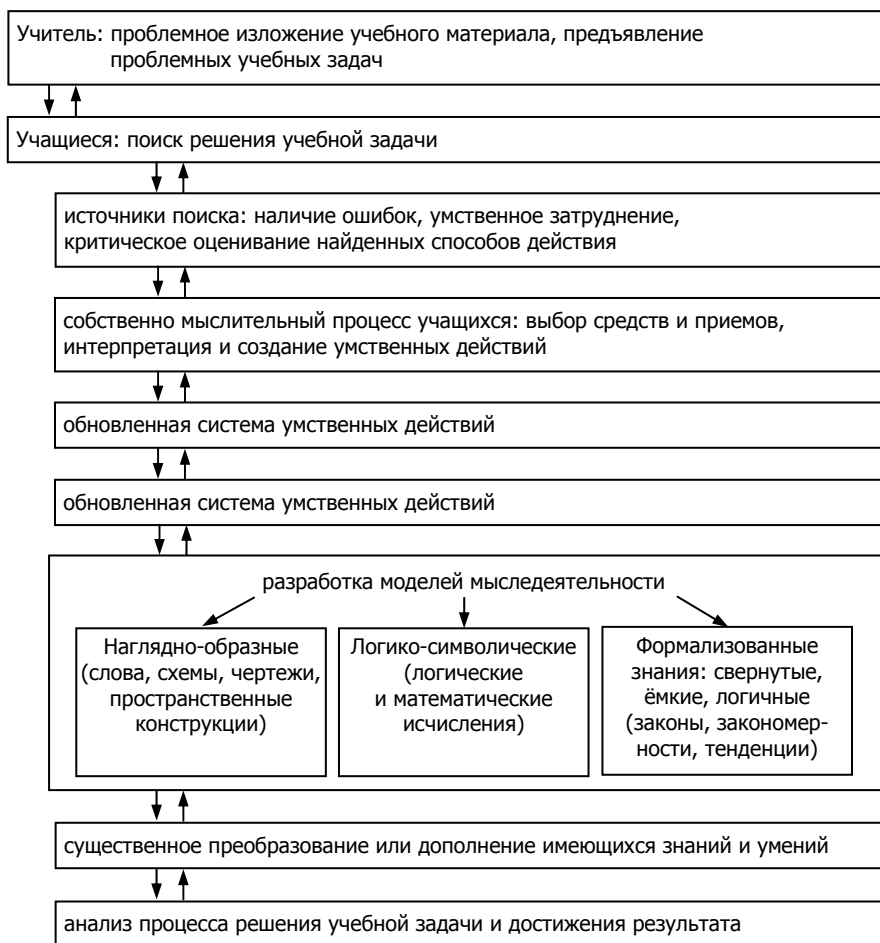 Учитель: проблемное изложение учебного материала, предъявление
проблемных учебных задач
Учащиеся: поиск решения учебной задачи
источники поиска: наличие ошибок, умственное затруднение,
критическое оценивание найденных способов действия
собственно мыслительный процесс учащихся: выбор средств и приемов,
интерпретация и создание умственных действий
обновленная система умственных действий
обновленная система умственных действий
разработка моделей мыследеятельности
Наглядно-образные
(слова, схемы, чертежи,
пространственные
конструкции)
Логико-символические
(логические
и математические
исчисления)
Формализованные
знания: свернутые,
ёмкие, логичные
(законы, закономер-
ности, тенденции)
существенное преобразование или дополнение имеющихся знаний и умений
анализ процесса решения учебной задачи и достижения результата